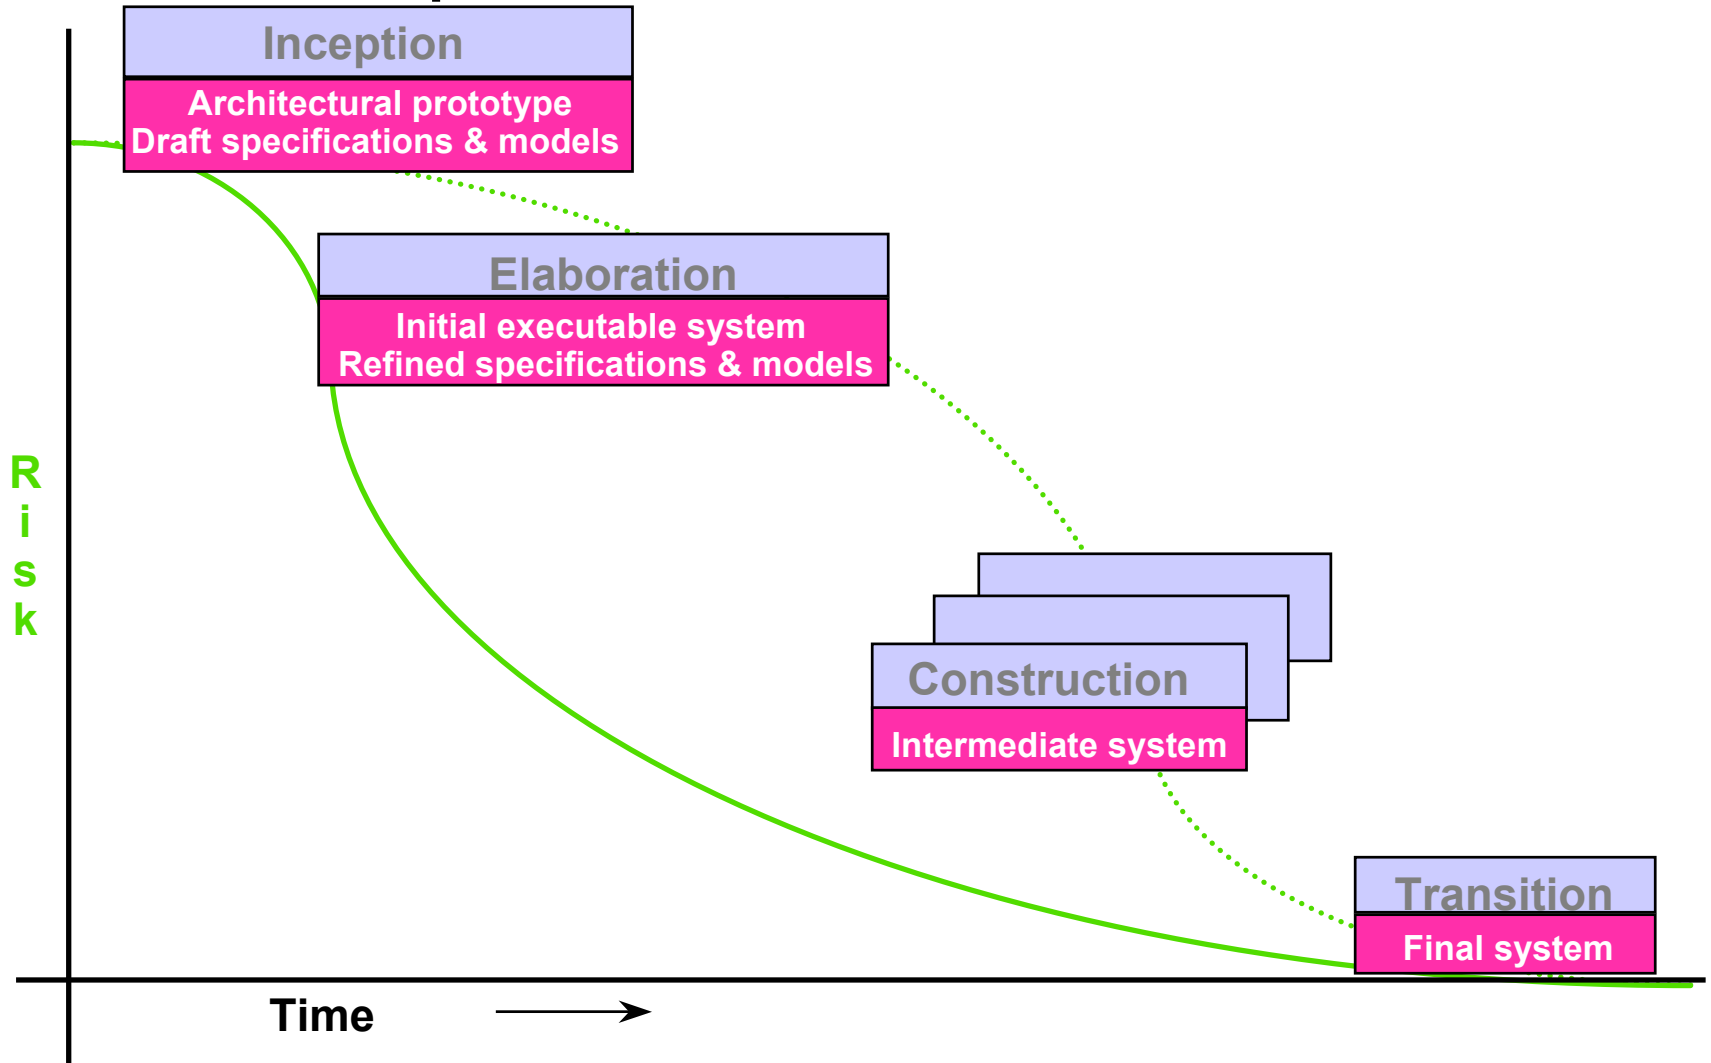 Inception
Architectural prototype
Draft specifications & models
Elaboration
Initial executable system
Refined specifications & models
Risk
Construction
Intermediate system
Transition
Final system
Time